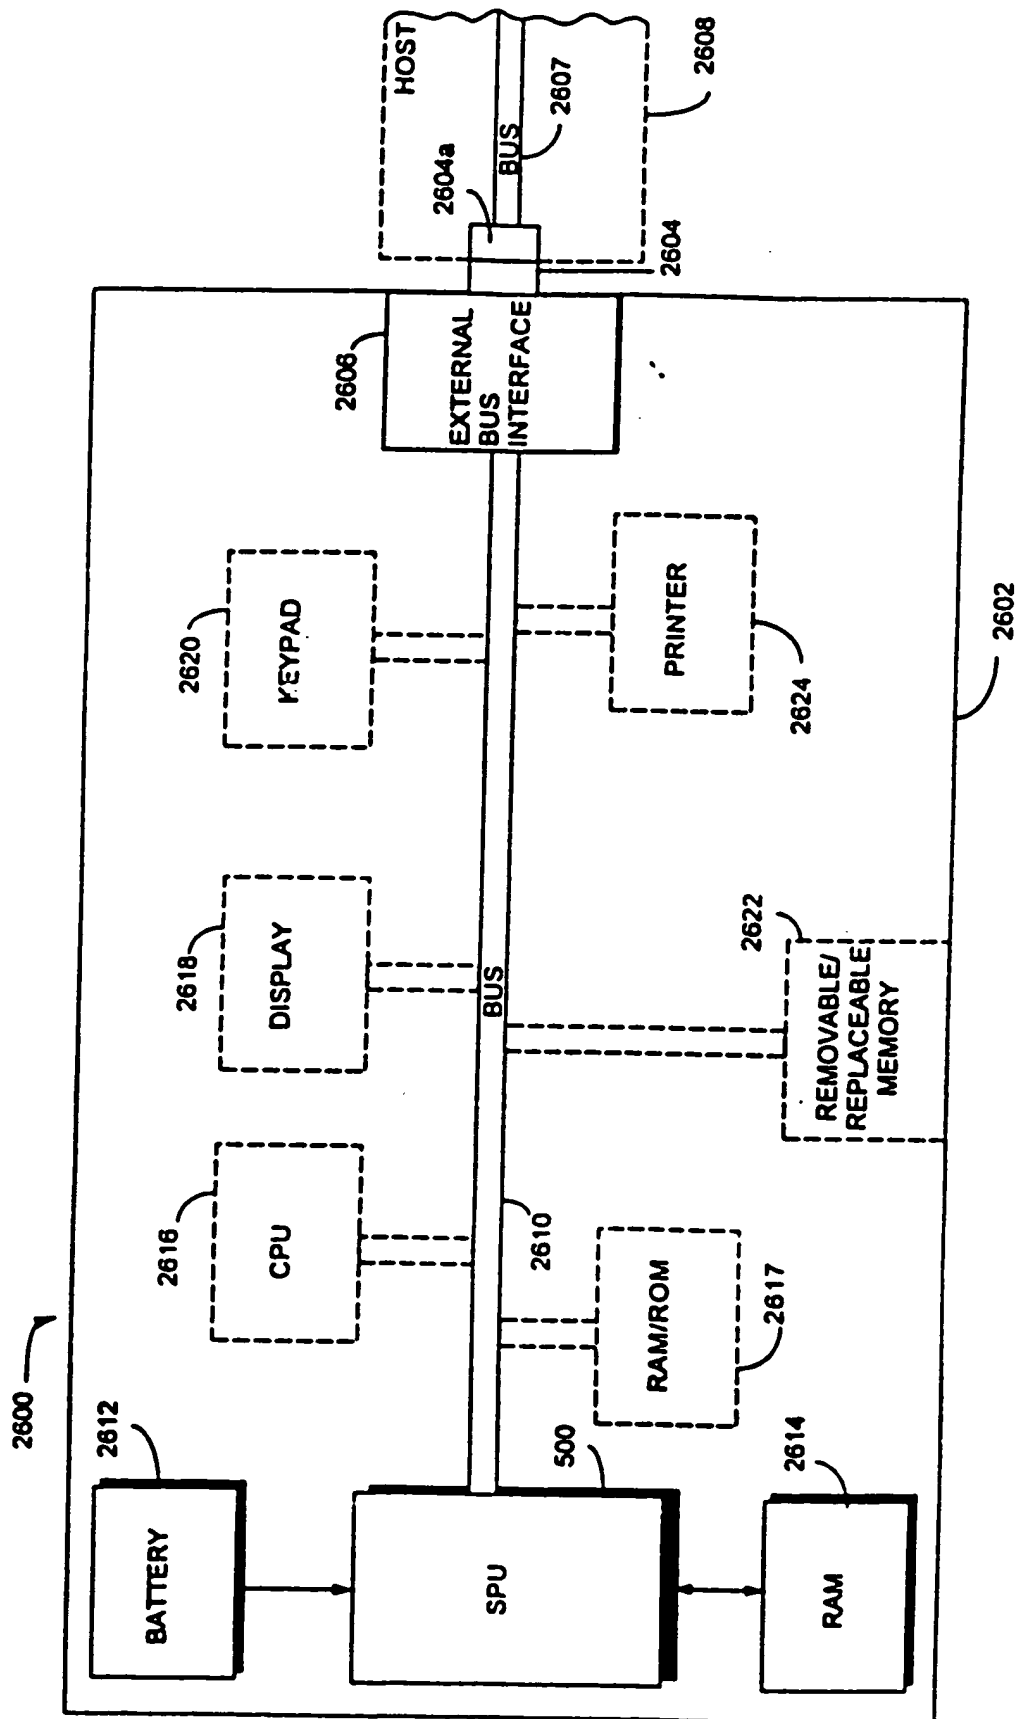 2600
2612
BATTERY
SPU
500
RAM
2614
2616
CPU
RAM/ROM
2617
2610
BUS
2618
DISPLAY
REMOVABLE/
REPLACEABLE
MEMORY
2622
2620
KEYPAD
PRINTER
2624
2602
2606
EXTERNAL
BUS
INTERFACE
2604
2604a
HOST
BUS
2607
2608